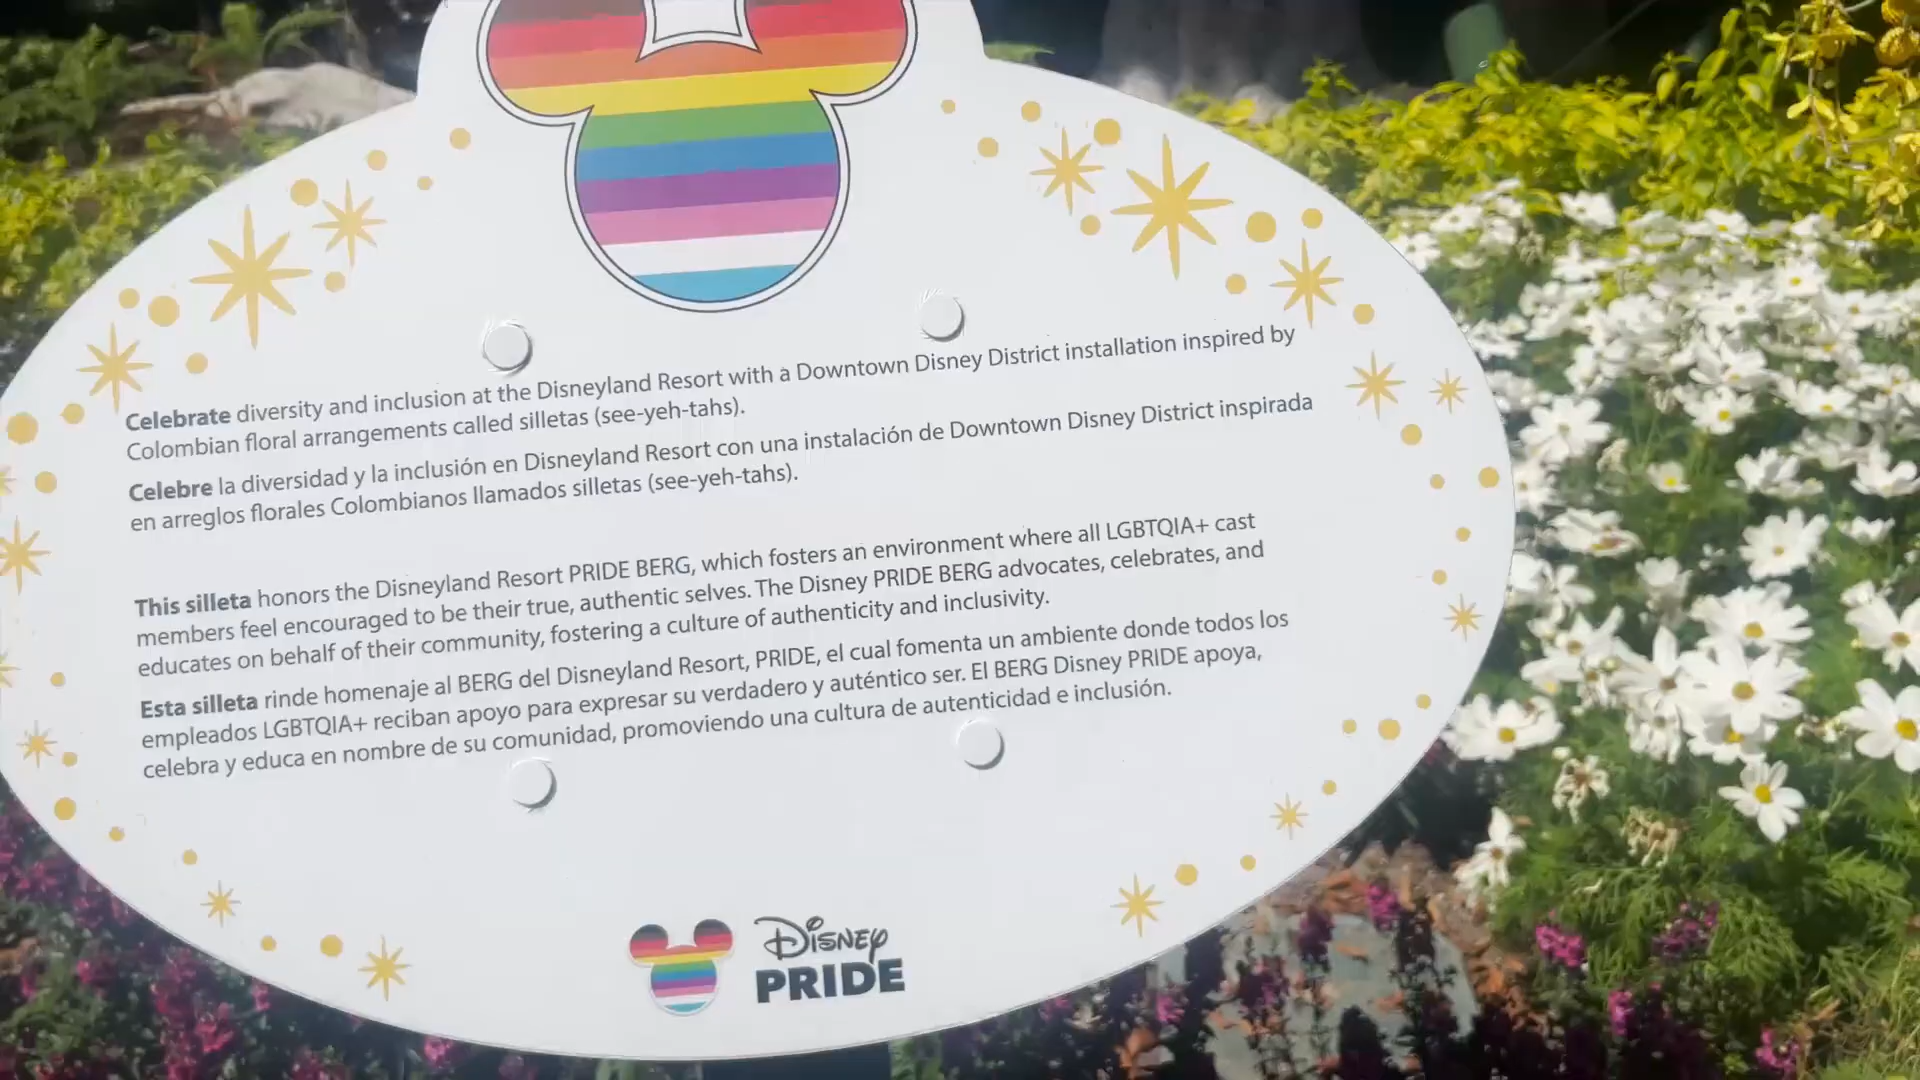 Celebrate diversity and inclusion at the Disneyland Resort with a Downtown Disney District installation inspired by
Colombian floral arrangements called silletas (see-yeh-tahs).
Celebre la diversidad y la inclusión en Disneyland Resort con una instalación de Downtown Disney District inspirada
en arreglos florales Colombianos llamados silletas (see-yeh-tahs).
This silleta honors the Disneyland Resort PRIDE BERG, which fosters an environment where all LGBTQIA+ cast
members feel encouraged to be their true, authentic selves. The Disney PRIDE BERG advocates, celebrates, and
educates on behalf of their community, fostering a culture of authenticity and inclusivity.
Esta silleta rinde homenaje al BERG del Disneyland Resort, PRIDE, el cual fomenta un ambiente donde todos los
empleados LGBTQIA+ reciban apoyo para expresar su verdadero y auténtico ser. El BERG Disney PRIDE apoya,
celebra y educa en nombre de su comunidad, promoviendo una cultura de autenticidad e inclusión.
Disney
PRIDE